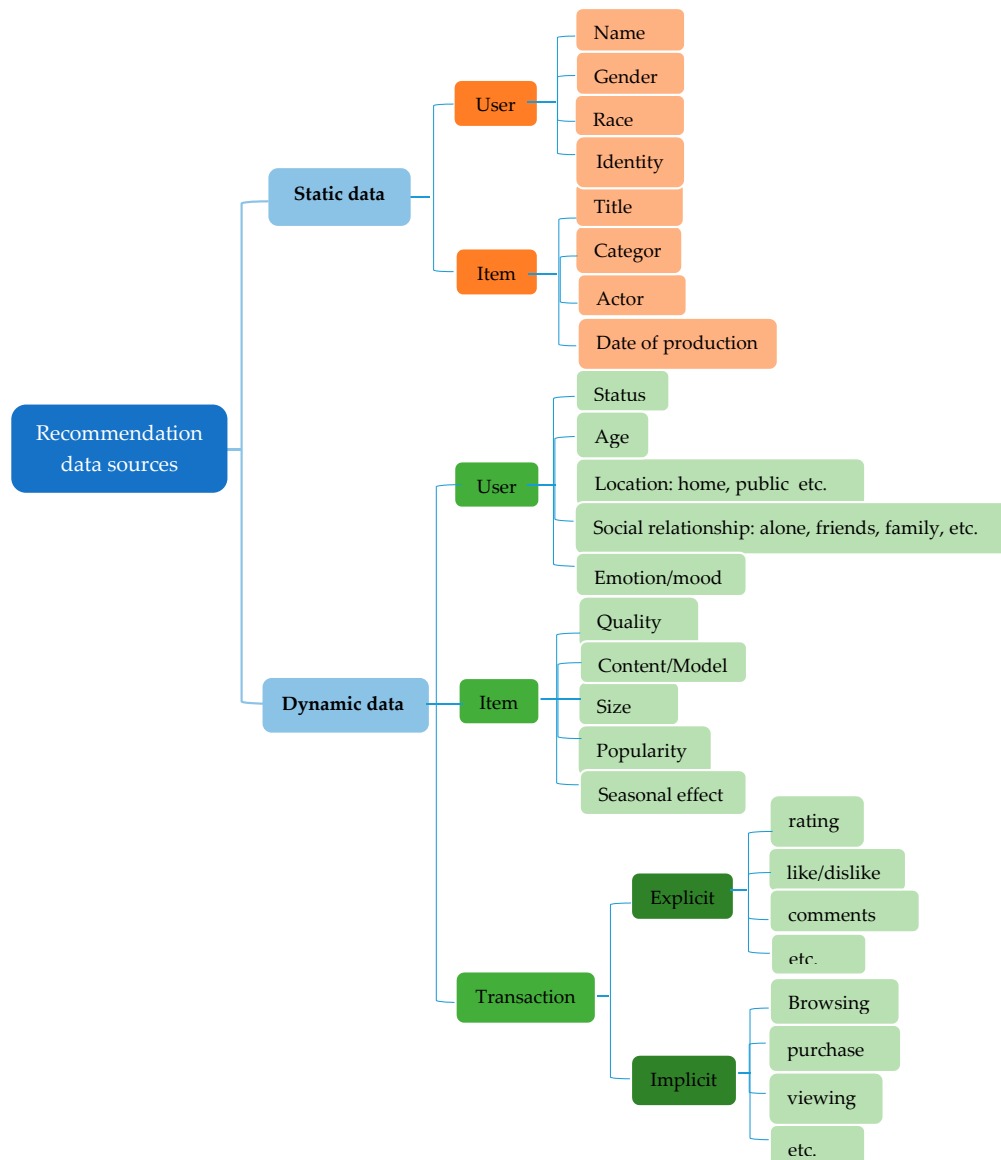 Recommendation
data sources
Static data
User
Name
Gender
Race
Identity
Item
Title
Categor
Actor
Date of production
Dynamic data
User
Status
Age
Location: home, public etc.
Social relationship: alone, friends, family, etc.
Emotion/mood
Item
Quality
Content/Model
Size
Popularity
Seasonal effect
Transaction
Explicit
rating
like/dislike
comments
etc.
Implicit
Browsing
purchase
viewing
etc.